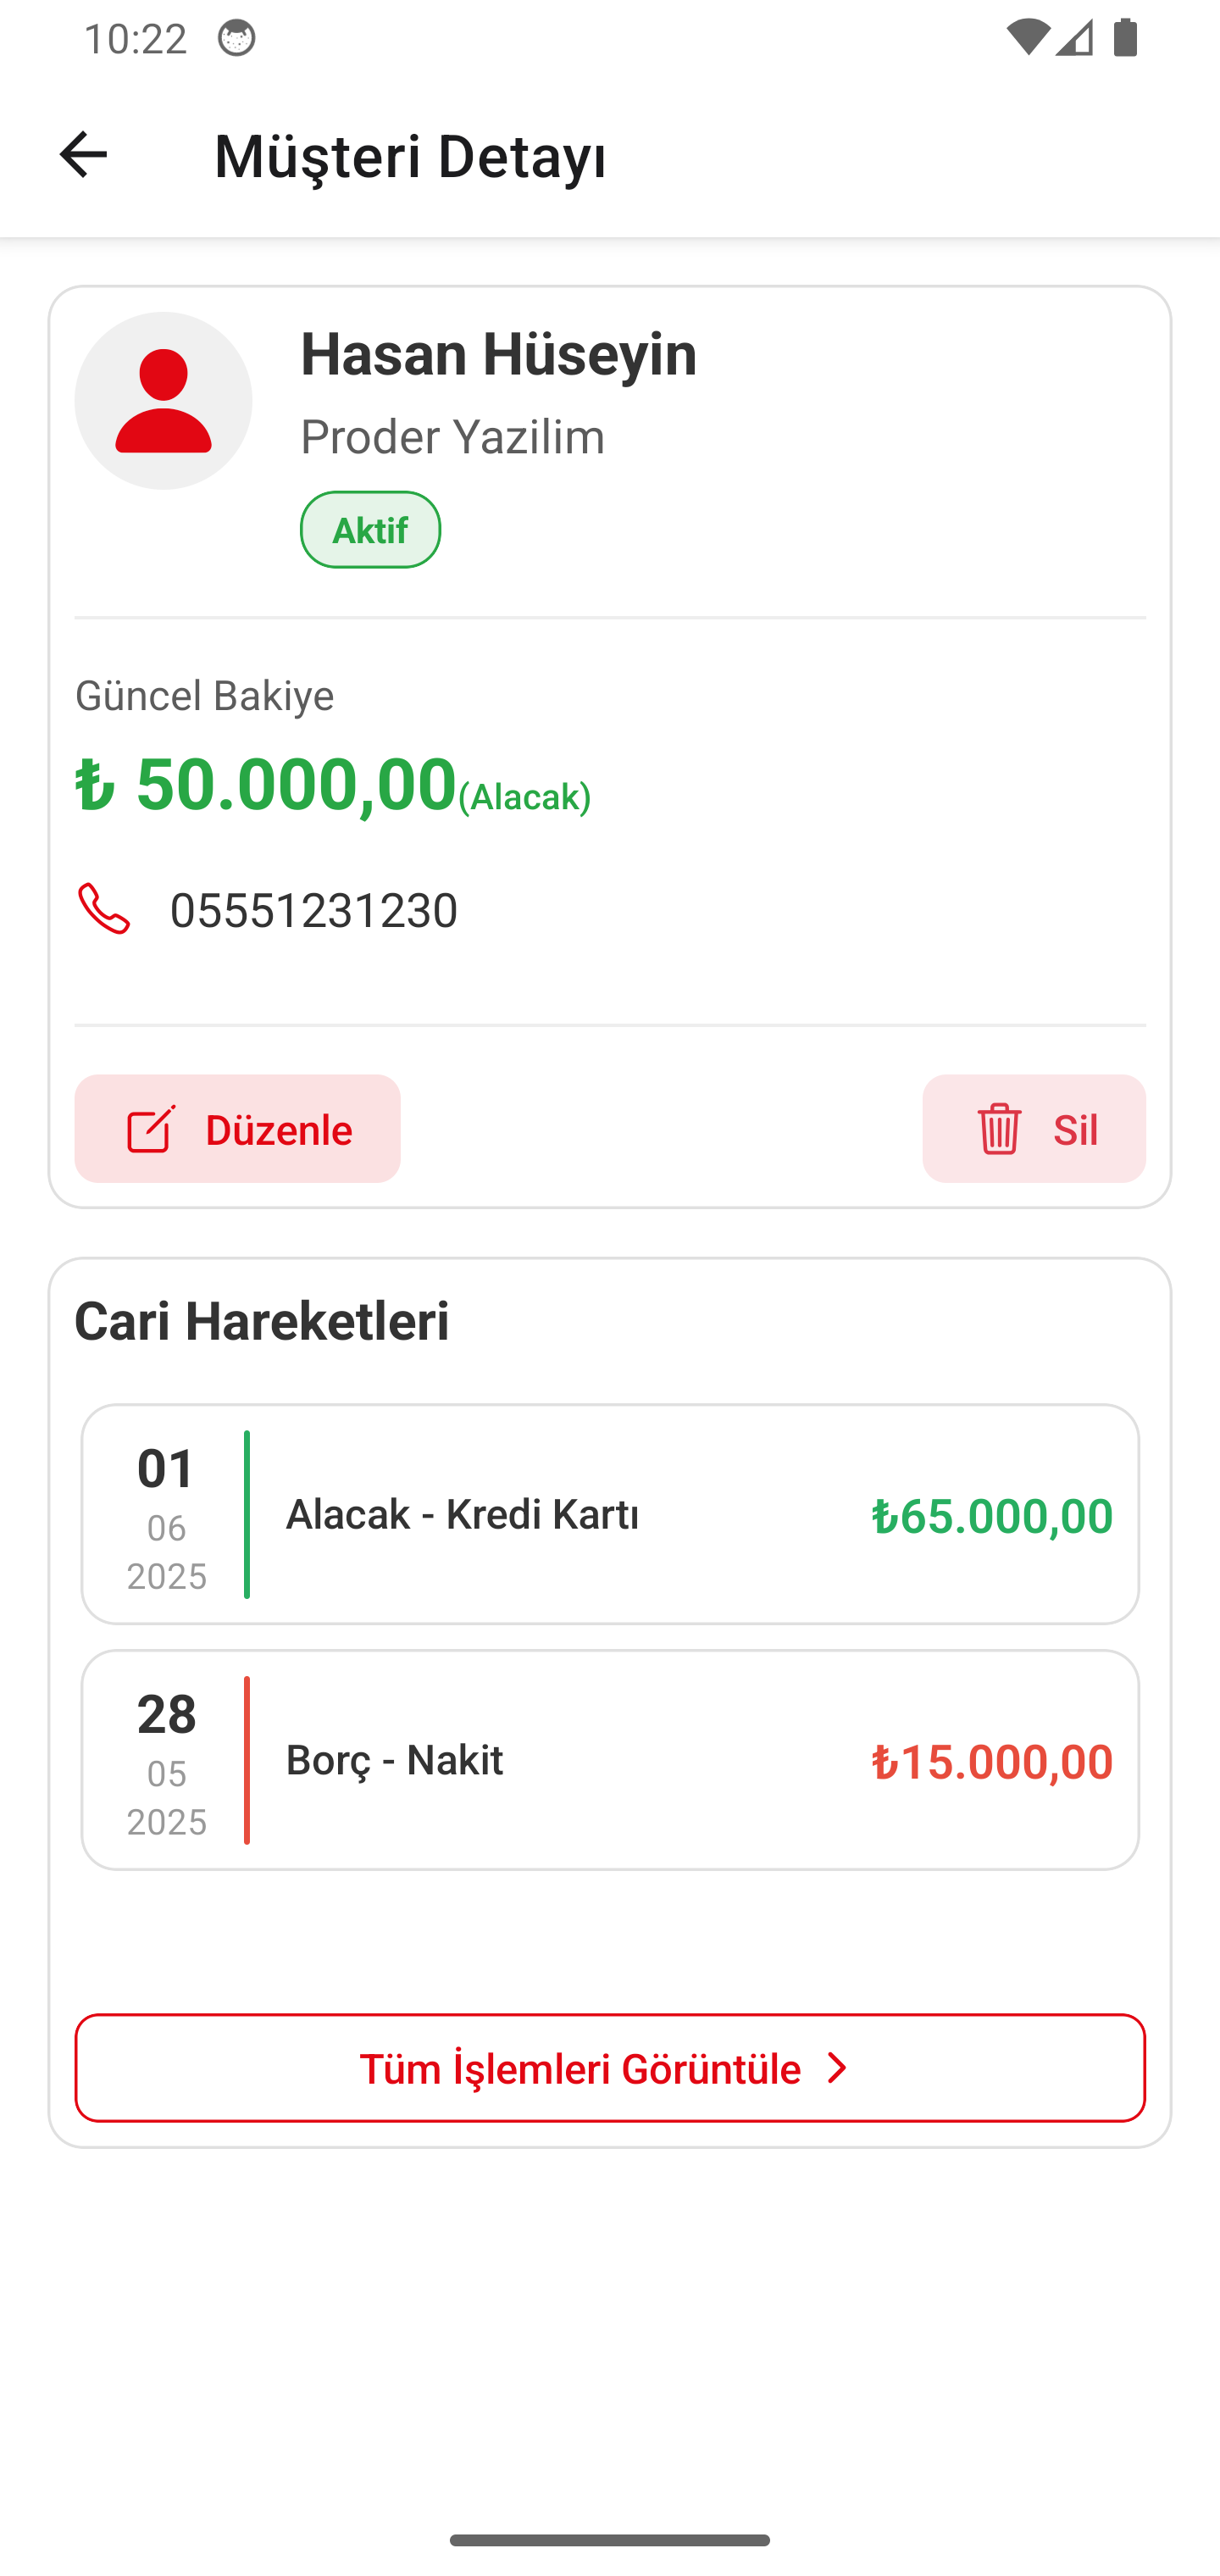 10:22
Müşteri Detayı
Hasan Hüseyin
Proder Yazilim
Aktif
Güncel Bakiye
₺ 50.000,00(Alacak)
05551231230
Düzenle
Sil
Cari Hareketleri
01
06
2025
Alacak - Kredi Kartı
₺65.000,00
28
05
2025
Borç - Nakit
₺15.000,00
Tüm İşlemleri Görüntüle